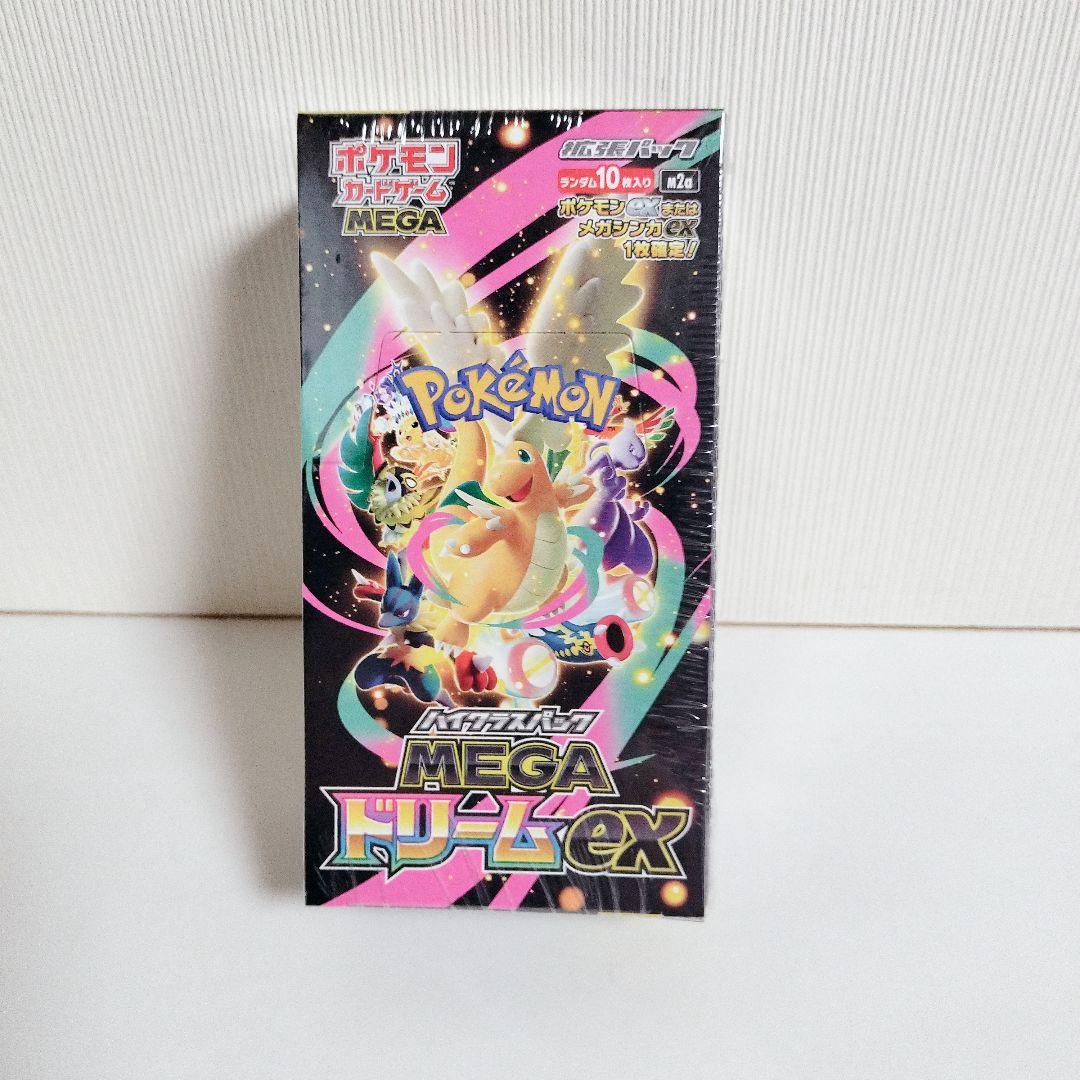 ポケモン
カードゲーム
MEGA
拡張パック
ランダム10枚入り M2a
ポケモンexまたは
メガシンカex
1枚確定!
POKéMON
ハイクラスパック
MEGA
ドリームex